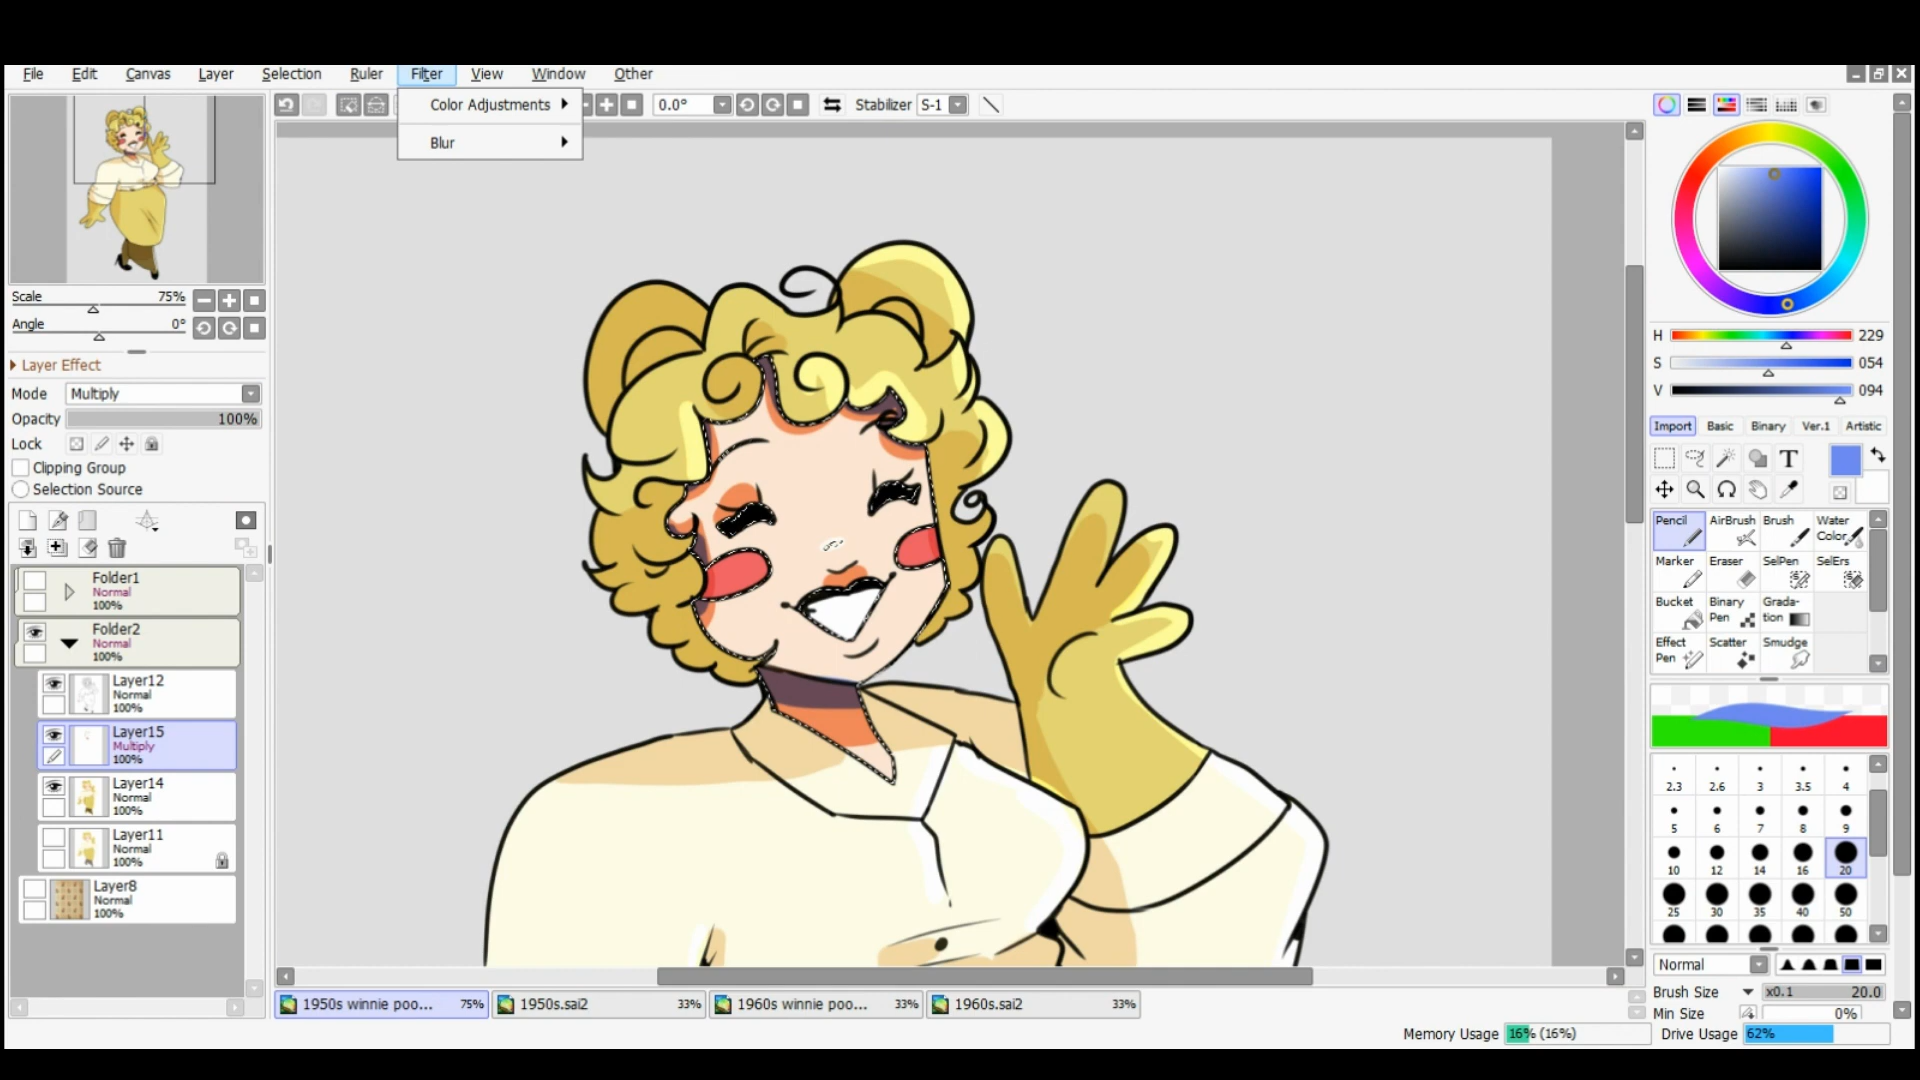 File Edit Canvas Layer Selection Ruler Filter View Window Other
Color Adjustments
Blur
0.0°
Stabilizer S-1
Scale 75%
Angle 0°
Layer Effect
Mode Multiply
Opacity 100%
Lock
Clipping Group
Selection Source
Folder1
Normal
100%
Folder2
Normal
100%
Layer12
Normal
100%
Layer15
Multiply
100%
Layer14
Normal
100%
Layer11
Normal
100%
Layer8
Normal
100%
1950s winnie poo... 75%
1950s.sai2 33%
1960s winnie poo... 33%
1960s.sai2 33%
H 229
S 054
V 094
Import Basic Binary Ver.1 Artistic
T
Pencil AirBrush Brush Water Color
Marker Eraser SelPen SelErs
Bucket Binary Pen Grada-tion
Effect Pen Scatter Smudge
2.3 2.6 3 3.5 4
5 6 7 8 9
10 12 14 16 20
25 30 35 40 50
Normal
Brush Size x0.1 20.0
Min Size 0%
Memory Usage 16% (16%) Drive Usage 62%